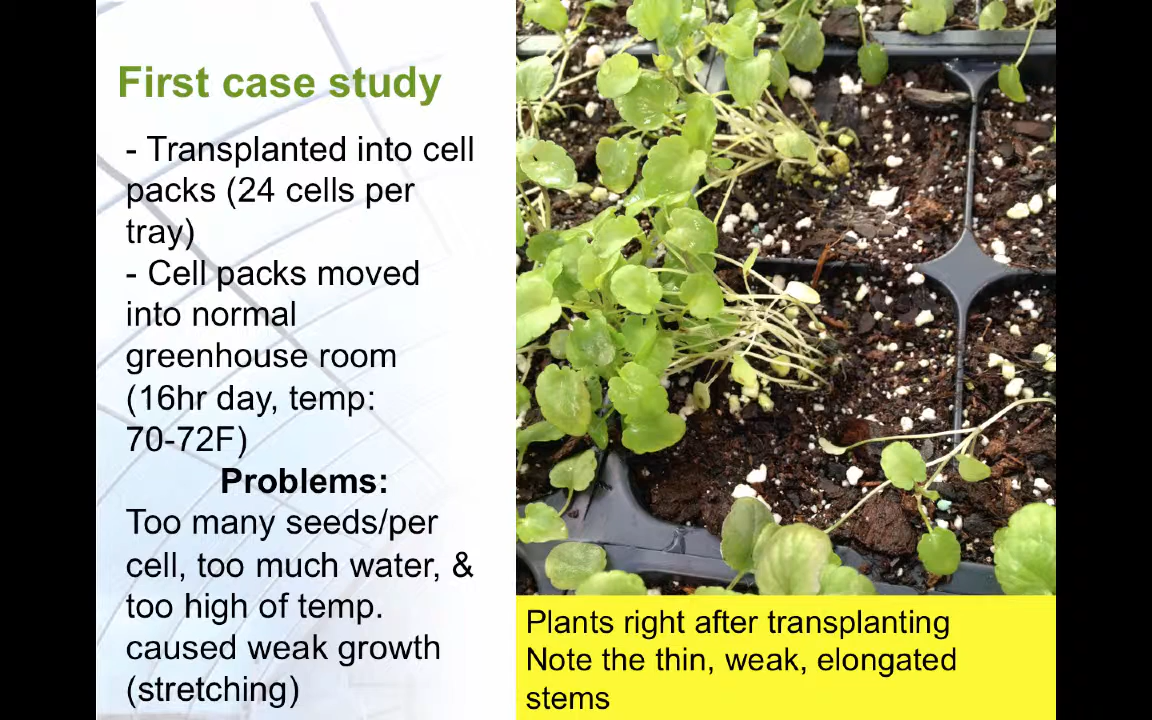 First case study
- Transplanted into cell
packs (24 cells per
tray)
- Cell packs moved
into normal
greenhouse room
(16hr day, temp:
70-72F)
Problems:
Too many seeds/per
cell, too much water, &
too high of temp.
caused weak growth
(stretching)
Plants right after transplanting
Note the thin, weak, elongated
stems